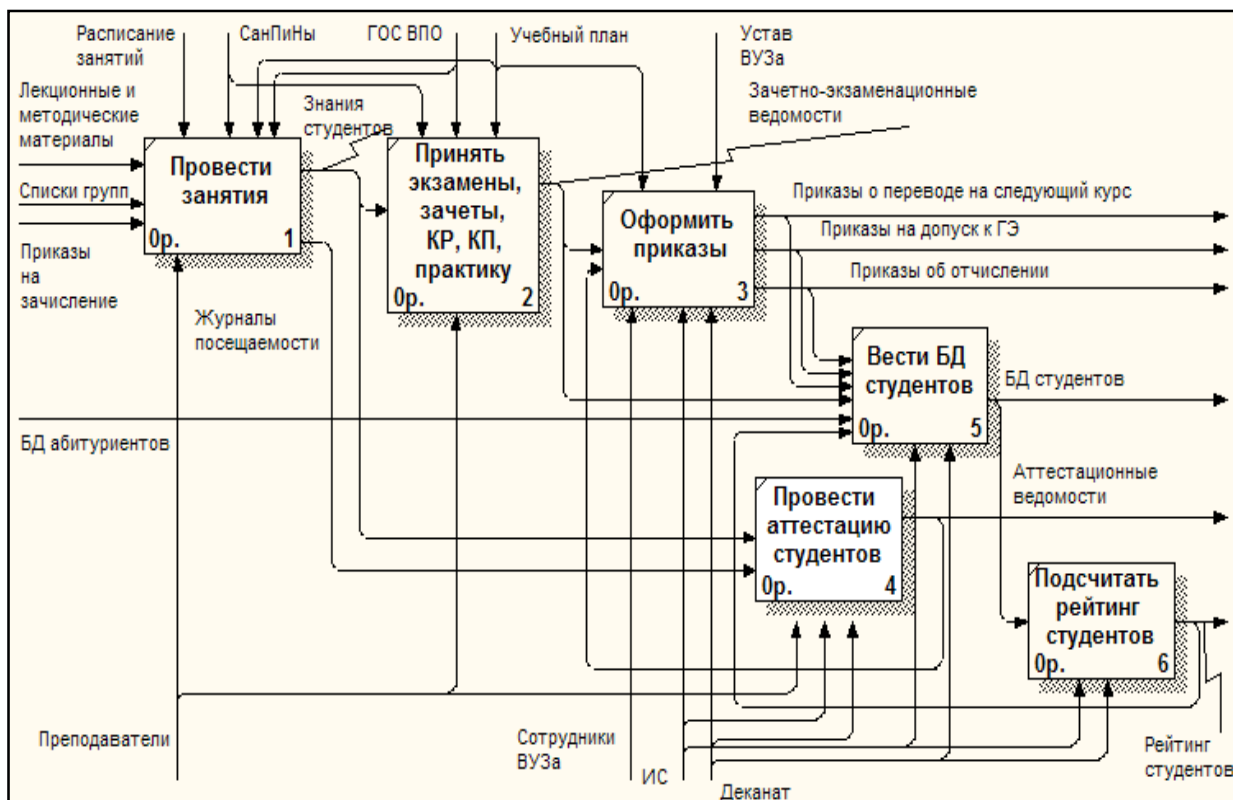 Расписание
занятий
СанПиНы
ГОС ВПО
Учебный план
Устав
ВУЗа
Лекционные и
методические
материалы
Знания
студентов
Зачетно-экзаменационные
ведомости
Списки групп
Приказы
на
зачисление
Провести
занятия
0р.
1
Принять
экзамены,
зачеты,
КР, КП,
практику
0р.
2
Оформить
приказы
0р.
3
Приказы о переводе на следующий курс
Приказы на допуск к ГЭ
Приказы об отчислении
Журналы
посещаемости
Вести БД
студентов
0р.
5
БД студентов
БД абитуриентов
Провести
аттестацию
студентов
0р.
4
Аттестационные
ведомости
Подсчитать
рейтинг
студентов
0р.
6
Преподаватели
Сотрудники
ВУЗа
ИС
Деканат
Рейтинг
студентов